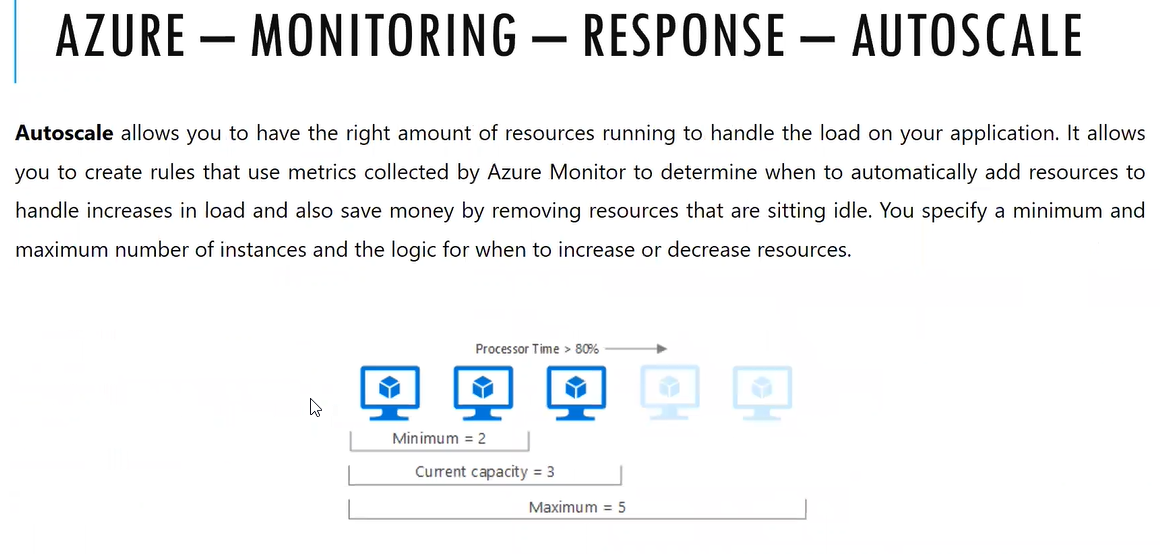 AZURE — MONITORING — RESPONSE — AUTOSCALE
Autoscale allows you to have the right amount of resources running to handle the load on your application. It allows
you to create rules that use metrics collected by Azure Monitor to determine when to automatically add resources to
handle increases in load and also save money by removing resources that are sitting idle. You specify a minimum and
maximum number of instances and the logic for when to increase or decrease resources.
Processor Time > 80%
Minimum = 2
Current capacity = 3
Maximum = 5